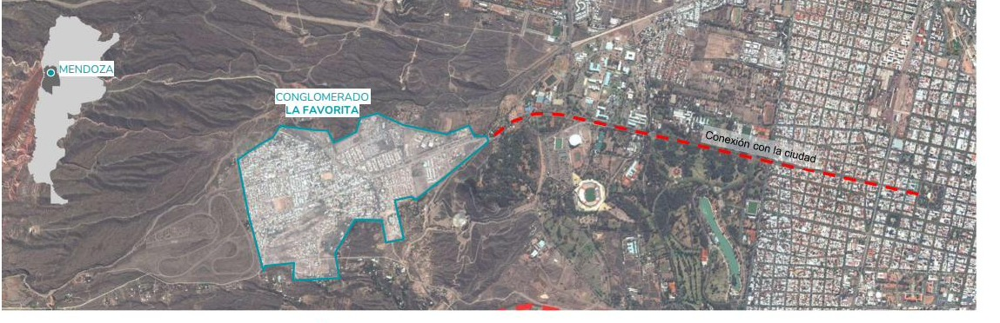 MENDOZA
CONGLOMERADO
LA FAVORITA
Conexión con la ciudad